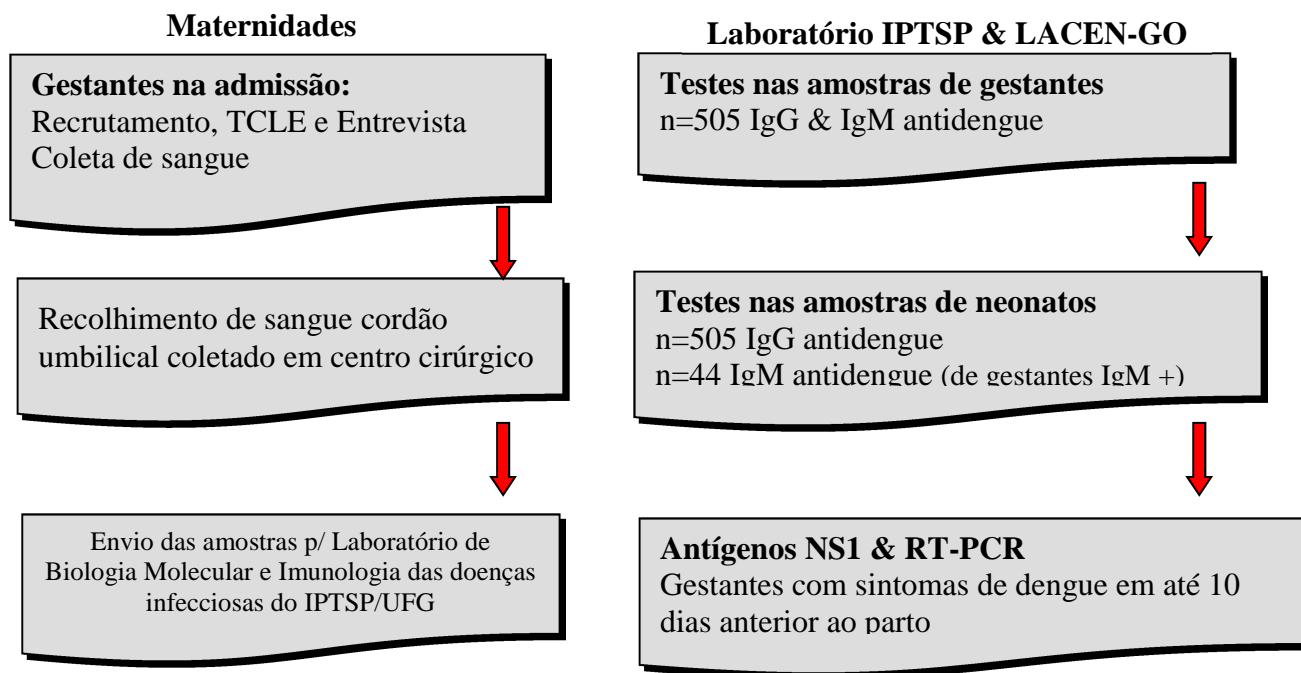 Maternidades
Gestantes na admissão:
Recrutamento, TCLE e Entrevista
Coleta de sangue
Recolhimento de sangue cordão
umbilical coletado em centro cirúrgico
Envio das amostras p/ Laboratório de
Biologia Molecular e Imunologia das doenças
infecciosas do IPTSP/UFG
Laboratório IPTSP & LACEN-GO
Testes nas amostras de gestantes
n=505 IgG & IgM antidengue
Testes nas amostras de neonatos
n=505 IgG antidengue
n=44 IgM antidengue (de gestantes IgM +)
Antígenos NS1 & RT-PCR
Gestantes com sintomas de dengue em até 10
dias anterior ao parto